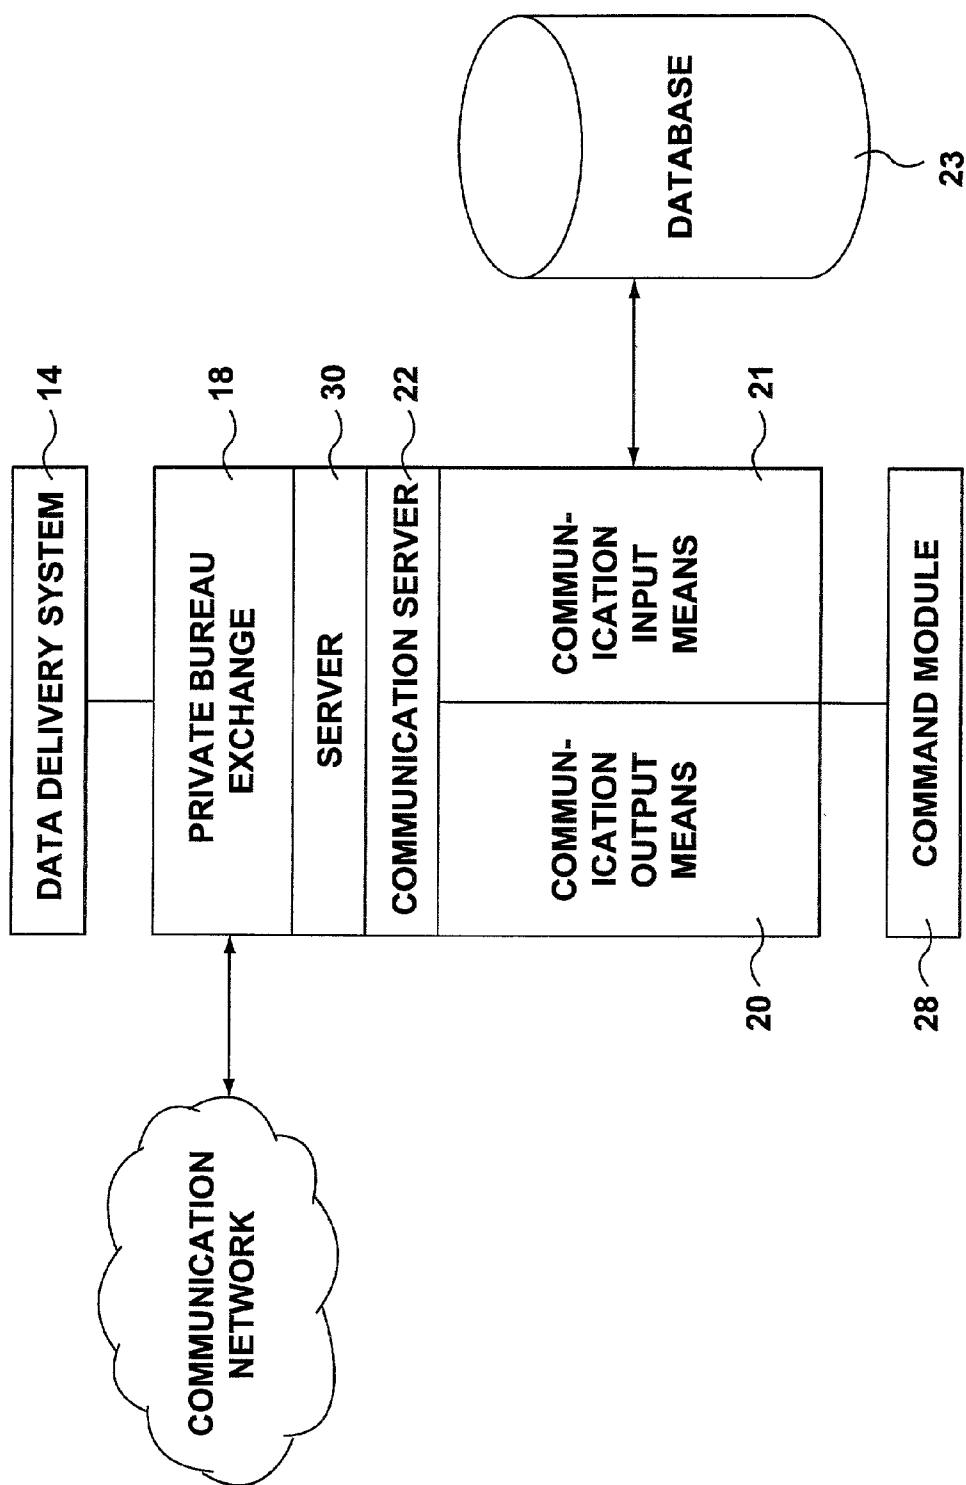 DATA DELIVERY SYSTEM
14
PRIVATE BUREAU
EXCHANGE
18
SERVER
30
COMMUNICATION SERVER
22
COMMUN-
ICATION
OUTPUT
MEANS
20
COMMUN-
ICATION
INPUT
MEANS
21
COMMAND MODULE
28
COMMUNICATION
NETWORK
DATABASE
23